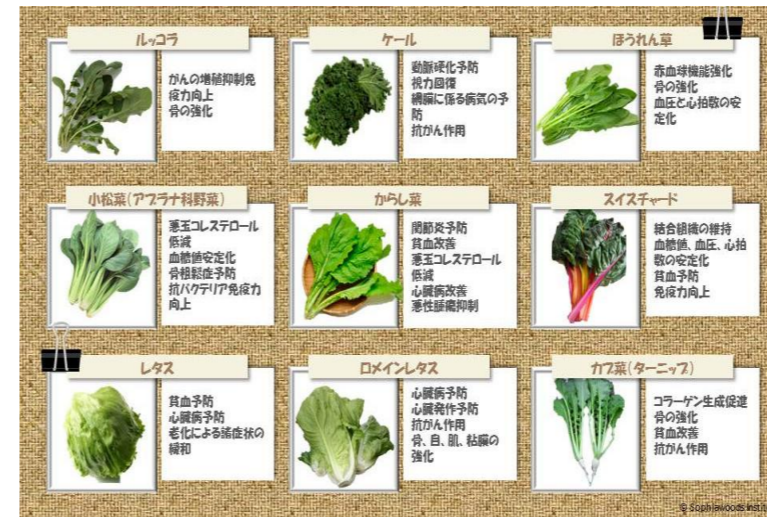 ルッコラ
がんの増殖抑制免
疫力向上
骨の強化
ケール
動脈硬化予防
視力回復
網膜に係る病気の予
防
抗がん作用
ほうれん草
赤血球機能強化
骨の強化
血圧と心拍数の安
定化
小松菜(アブラナ科野菜)
悪玉コレステロール
低減
血糖値安定化
骨粗鬆症予防
抗バクテリア免疫力
向上
からし菜
関節炎予防
貧血改善
悪玉コレステロール
低減
心臓病改善
悪性腫瘍抑制
スイスチャード
結合組織の維持
血糖値、血圧、心拍
数の安定化
貧血予防
免疫力向上
レタス
貧血予防
心臓病予防
老化による諸症状の
緩和
ロメインレタス
心臓病予防
心臓発作予防
抗がん作用
骨、目、肌、粘膜の
強化
カブ菜(ターニップ)
コラーゲン生成促進
骨の強化
貧血改善
抗がん作用
© Sophiawoods Instit